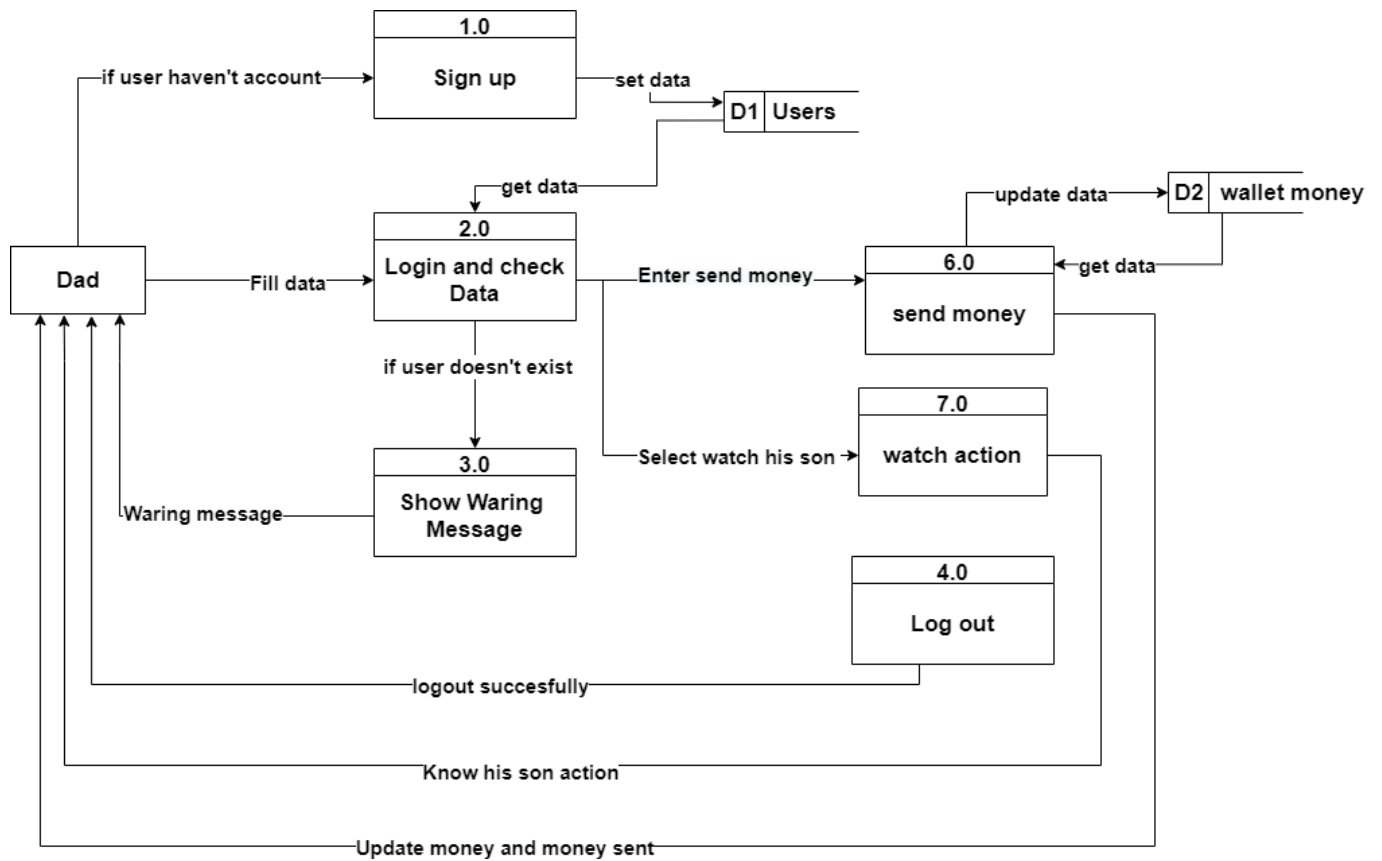 1.0
if user haven't account
Sign up
set data
D1 Users
get data
update data
D2 wallet money
2.0
Login and check
Data
Dad
Fill data
Enter send money
6.0
get data
send money
if user doesn't exist
7.0
Select watch his son
watch action
3.0
Show Waring
Message
Waring message
4.0
Log out
logout succesfully
Know his son action
Update money and money sent